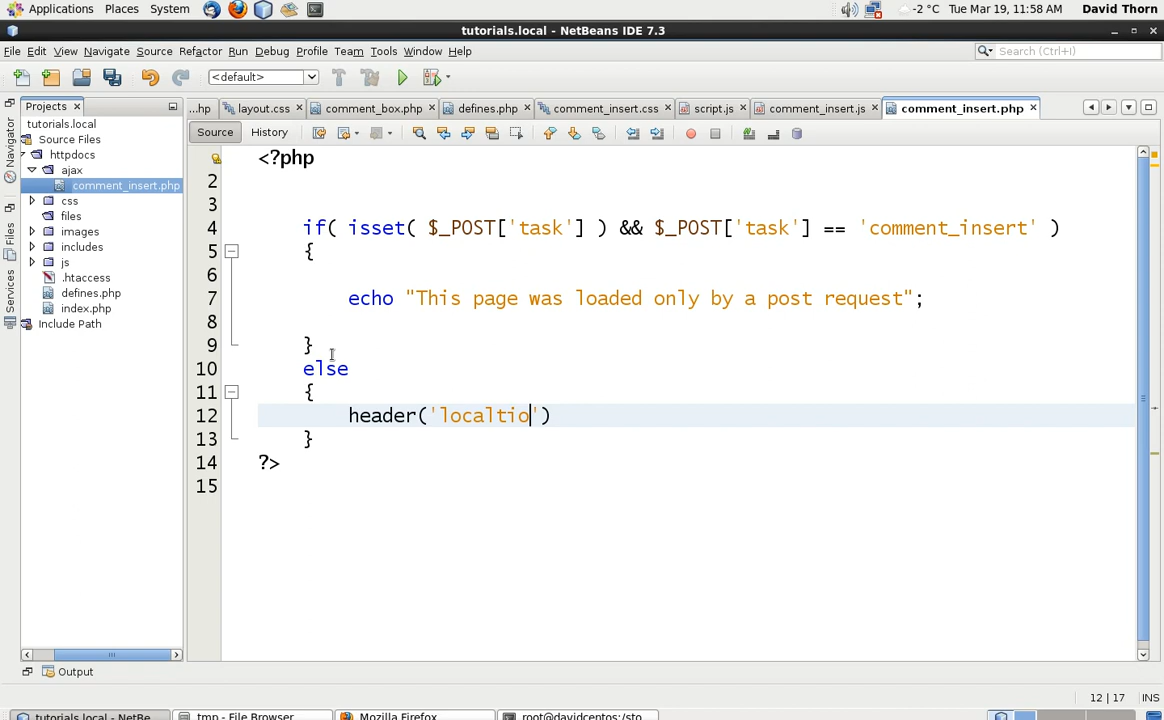 Applications Places System -2 °C Tue Mar 19, 11:58 AM David Thorn
tutorials.local - NetBeans IDE 7.3
File Edit View Navigate Source Refactor Run Debug Profile Team Tools Window Help Search (Ctrl+I)
<default>
Projects ...hp layout.css comment_box.php defines.php comment_insert.css script.js comment_insert.js comment_insert.php
Navigator
Files
Services
tutorials.local
Source Files
httpdocs
ajax
comment_insert.php
css
files
images
includes
js
.htaccess
defines.php
index.php
Include Path
Source History
<?php
2
3
4 if( isset( $_POST['task'] ) && $_POST['task'] == 'comment_insert' )
5 {
6
7 echo "This page was loaded only by a post request";
8
9 }
10 else
11 {
12 header('localtio')
13 }
14 ?>
15
Output
12 | 17 INS
tutorials.local - NetBe... tmp - File Browser Mozilla Firefox root@davidcentos:/sto...